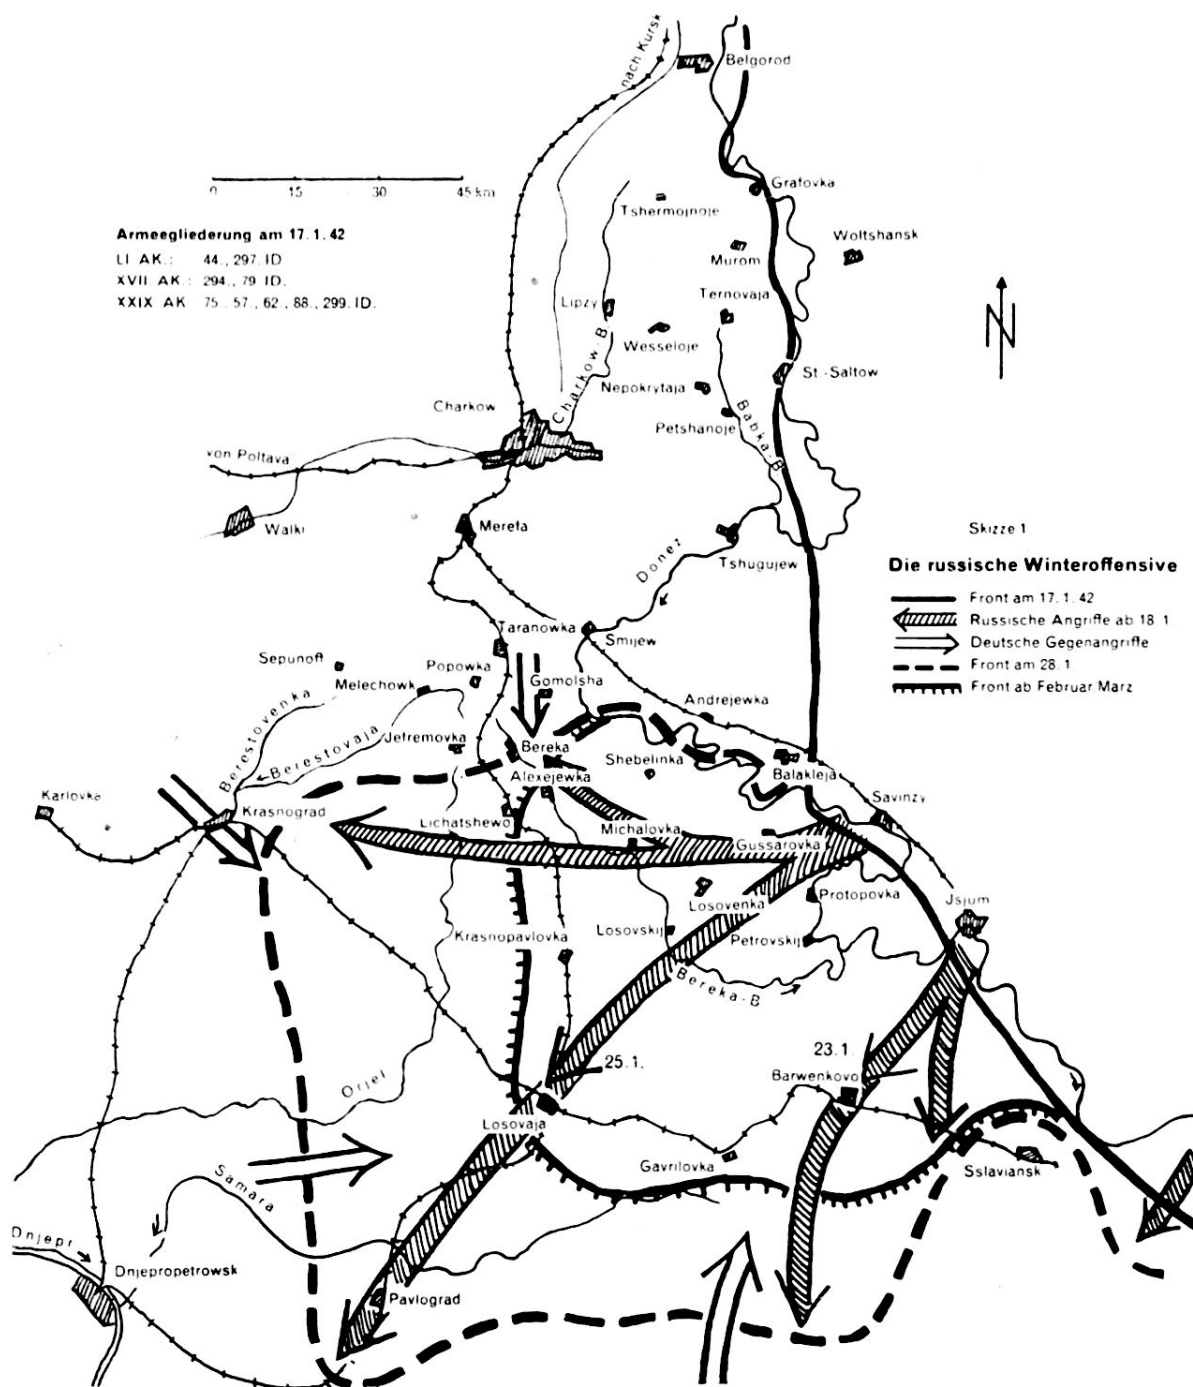 nach Kursk
Belgorod
0 15 30 45 km
Grafovka
Tshermojnoje
Armeegliederung am 17.1.42
LI AK.: 44., 297. ID
XVII. AK.: 294., 79. ID.
XXIX AK 75. 57., 62., 88., 299. ID.
Woltshansk
Murom
Ternovaja
Lipzy
N
Wesseloje
Charkow-B
St.-Saltow
Nepokrytaja
Charkow
Babka-B
Petshanoje
von Poltava
Walki
Merefa
Donez
Tshugujew
Skizze 1
Die russische Winteroffensive
Front am 17.1.42
Russische Angriffe ab 18.1.
Deutsche Gegenangriffe
Front am 28.1.
Front ab Februar März
Taranowka
Smijew
Sepunoff
Popowka
Melechowk
Gomolsha
Andrejewka
Berestovenka
Berestovaja
Jefremovka
Bereka
Shebelinka
Alexejewka
Balakleja
Karlovka
Krasnograd
Savinzy
Lichatshewo
Michalovka
Gussarovka
Losovenka
Protopovka
Jsjum
Losovskij
Petrovskij
Krasnopavlovka
Bereka-B
25.1.
23.1.
Barwenkovo
Orjel
Losovaja
Gavrilovka
Sslaviansk
Samara
Dnjepr
Dnjepropetrowsk
Pavlograd